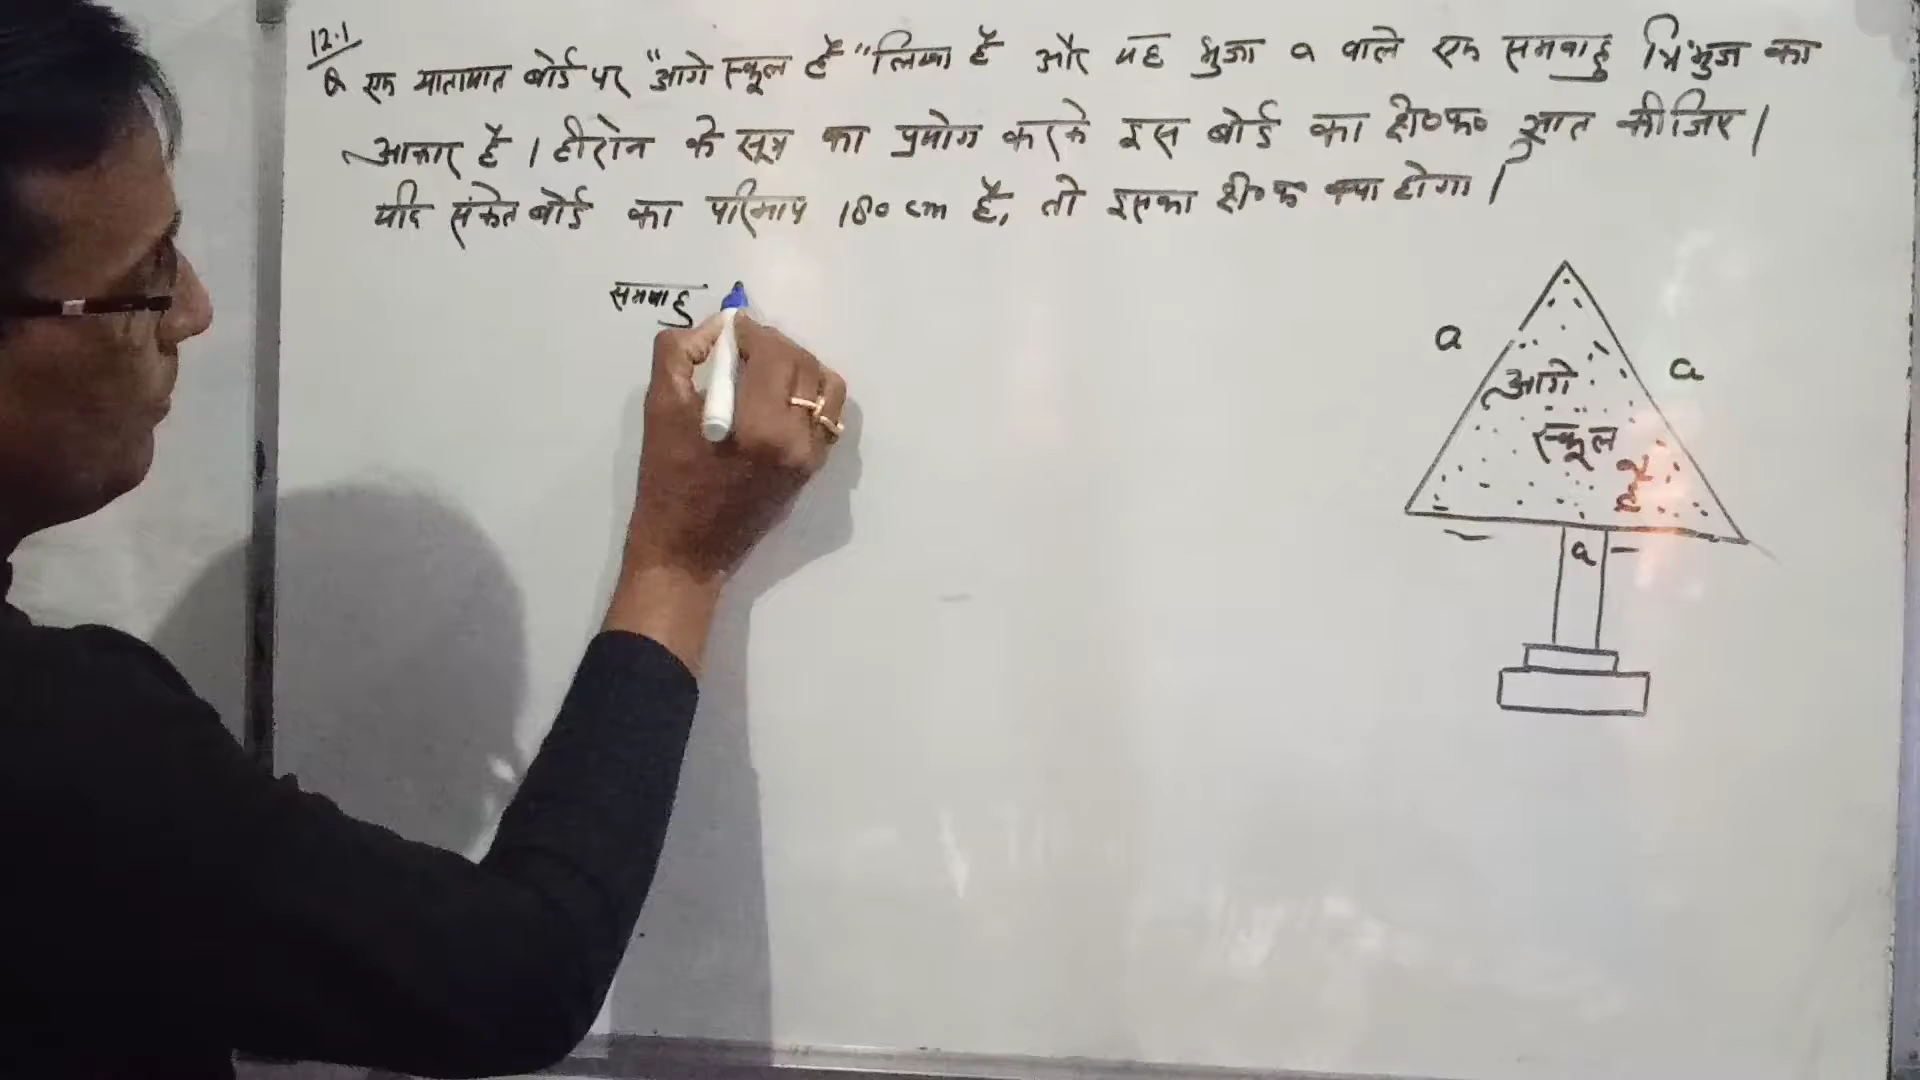 12.1
Q एक यातायात बोर्ड पर "आगे स्कूल है" लिखा है और यह भुजा a वाले एक समबाहु त्रिभुज का
आकार है। हीरोन के सूत्र का प्रयोग करके इस बोर्ड का क्षे०फ० ज्ञात कीजिए।
यदि संकेत बोर्ड का परिमाप 180 cm है, तो इसका क्षे०फ क्या होगा।
समबाहु
a
a
आगे
स्कूल
है
a